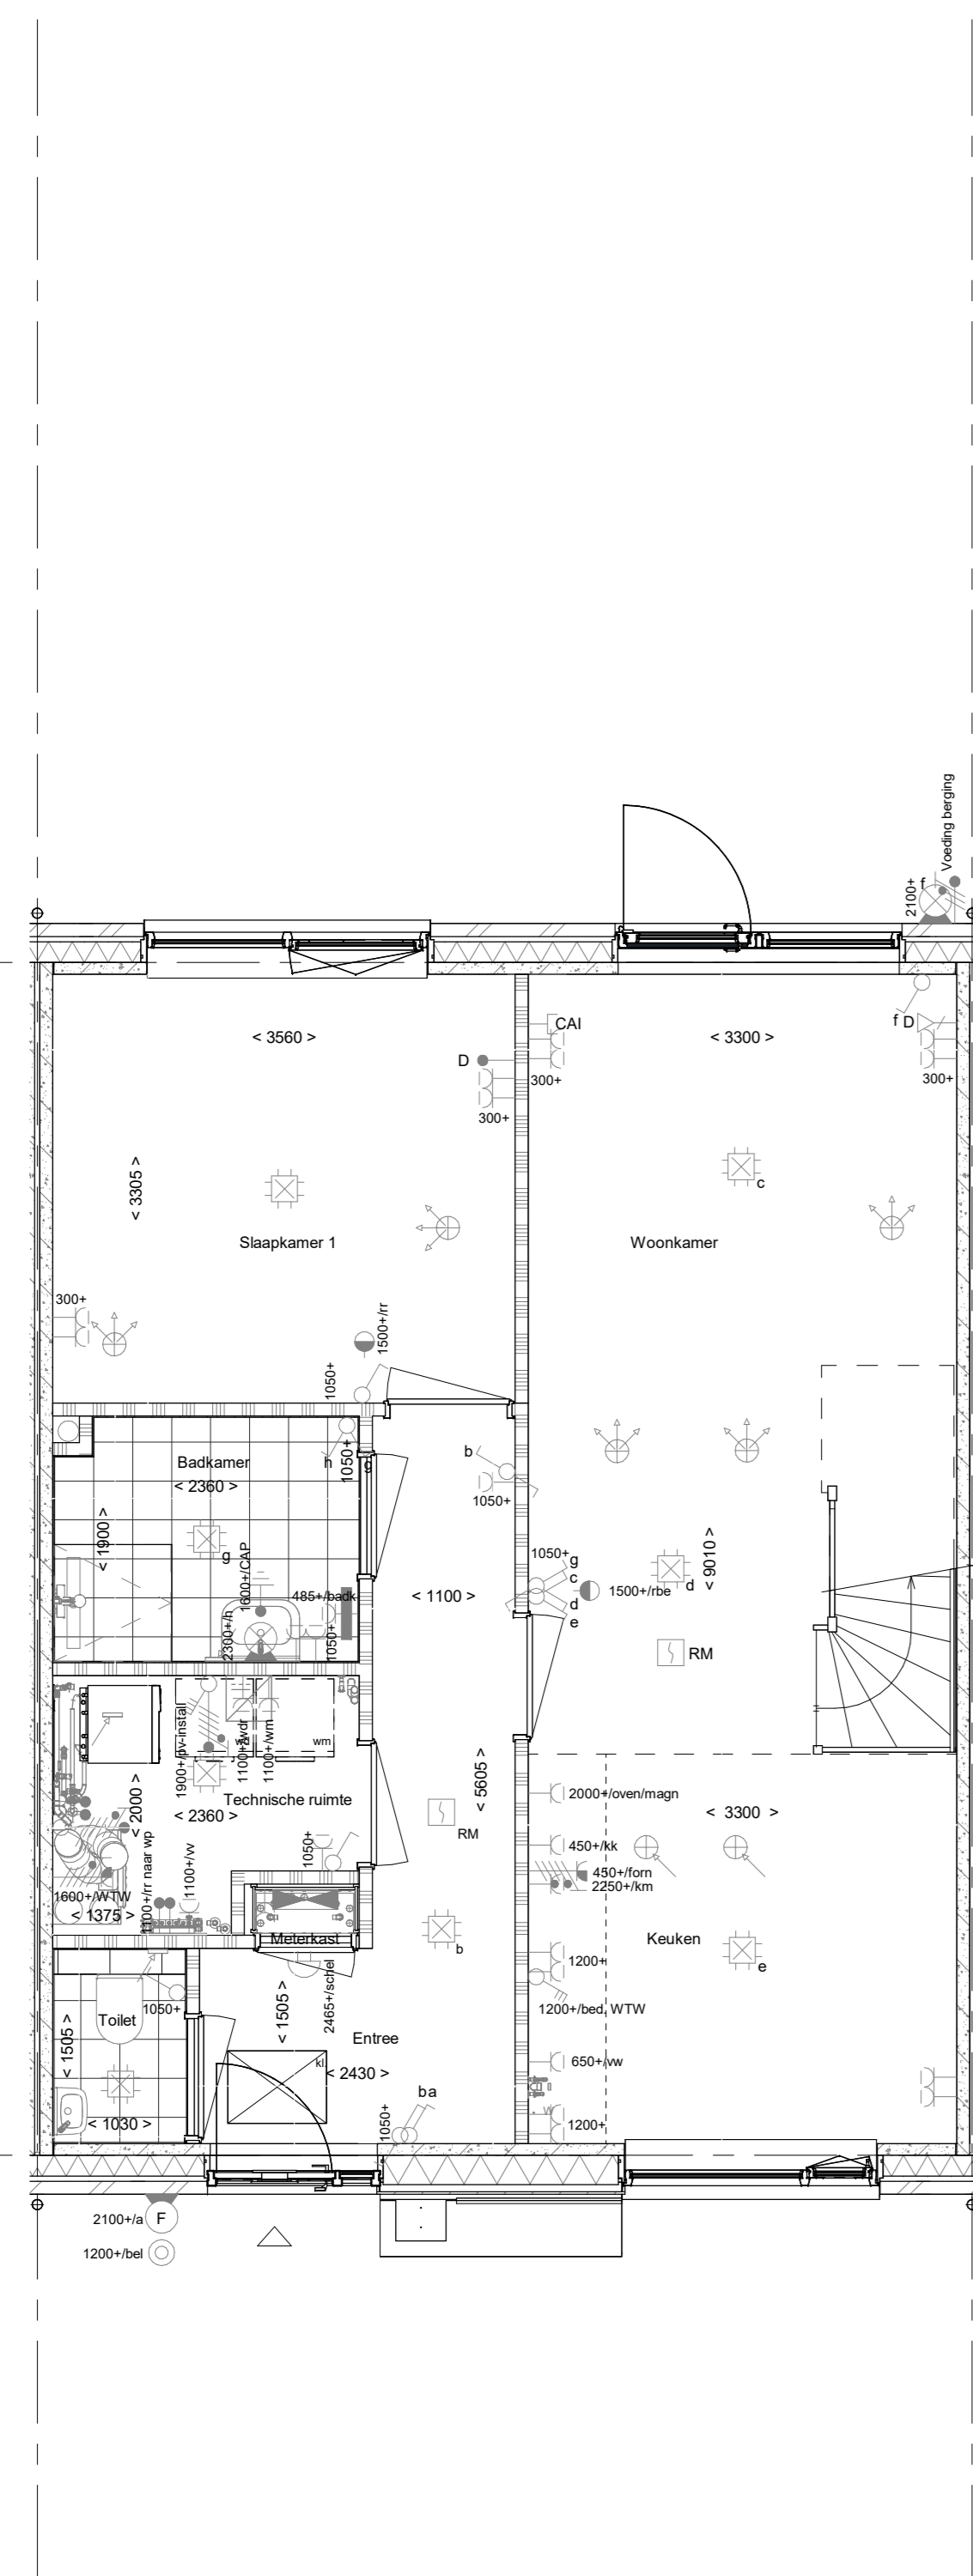 Voeding berging
2100+
f
CAI
< 3560 >
< 3300 >
f D
D
300+
300+
300+
< 3305 >
c
Slaapkamer 1
Woonkamer
300+
1500+/rr
1050+
h
1050+
g
Badkamer
< 2360 >
b
1050+
< 1900 >
g
1600+/CAP
485+/badk
2300+/h
1050+
< 1100 >
1050+
g
c
d
e
1500+/rbe
d
< 9010 >
RM
1900+/pv-instal
1100+/wdr
1100+/wm
wm
< 2000 >
Technische ruimte
< 2360 >
< 5605 >
RM
2000+/oven/magn
< 3300 >
1050+
450+/kk
450+/forn
2250+/km
1600+/WTW
< 1375 >
1100+/rr naar wp
1100+/vv
Meterkast
b
Keuken
e
1200+
1200+/bed. WTW
2465+/schel
1050+
Toilet
< 1505 >
< 1505 >
Entree
kl.
< 2430 >
650+/vw
< 1030 >
1050+
ba
1200+
2100+/a
F
1200+/bel